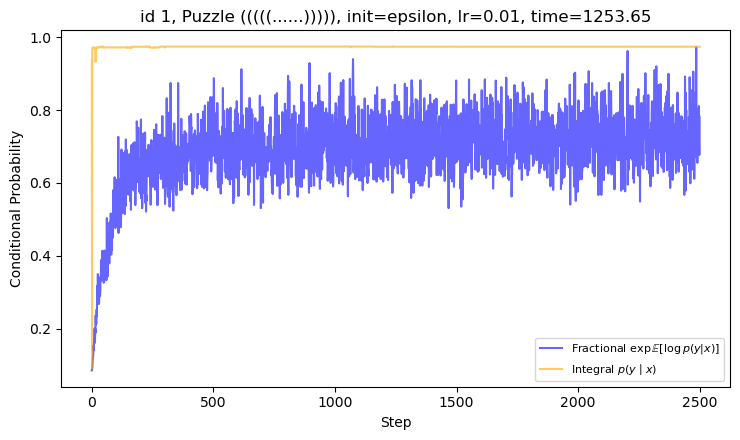 id 1, Puzzle (((((......))))), init=epsilon, lr=0.01, time=1253.65
Conditional Probability
1.0
0.8
0.6
0.4
0.2
Fractional exp𝔼[log p(y|x)]
Integral p(y | x)
0
500
1000
1500
2000
2500
Step